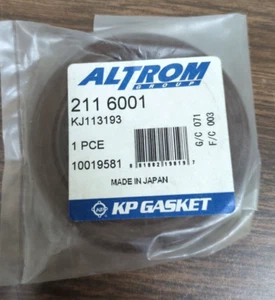 ALTROM
GROUP
211 6001
KJ113193
1 PCE
10019581
G/C 071
F/C 003
MADE IN JAPAN
KP GASKET